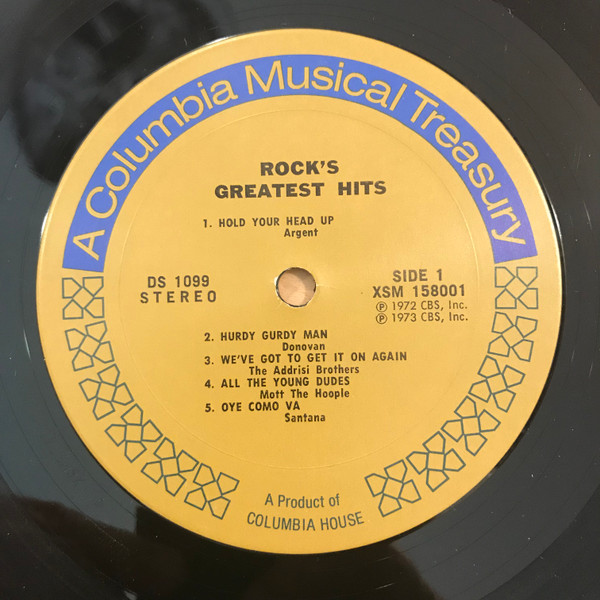 A Columbia Musical Treasury
ROCK'S
GREATEST HITS
1. HOLD YOUR HEAD UP
Argent
DS 1099
STEREO
SIDE 1
XSM 158001
℗ 1972 CBS, Inc.
℗ 1973 CBS, Inc.
2. HURDY GURDY MAN
Donovan
3. WE'VE GOT TO GET IT ON AGAIN
The Addrisi Brothers
4. ALL THE YOUNG DUDES
Mott The Hoople
5. OYE COMO VA
Santana
A Product of
COLUMBIA HOUSE